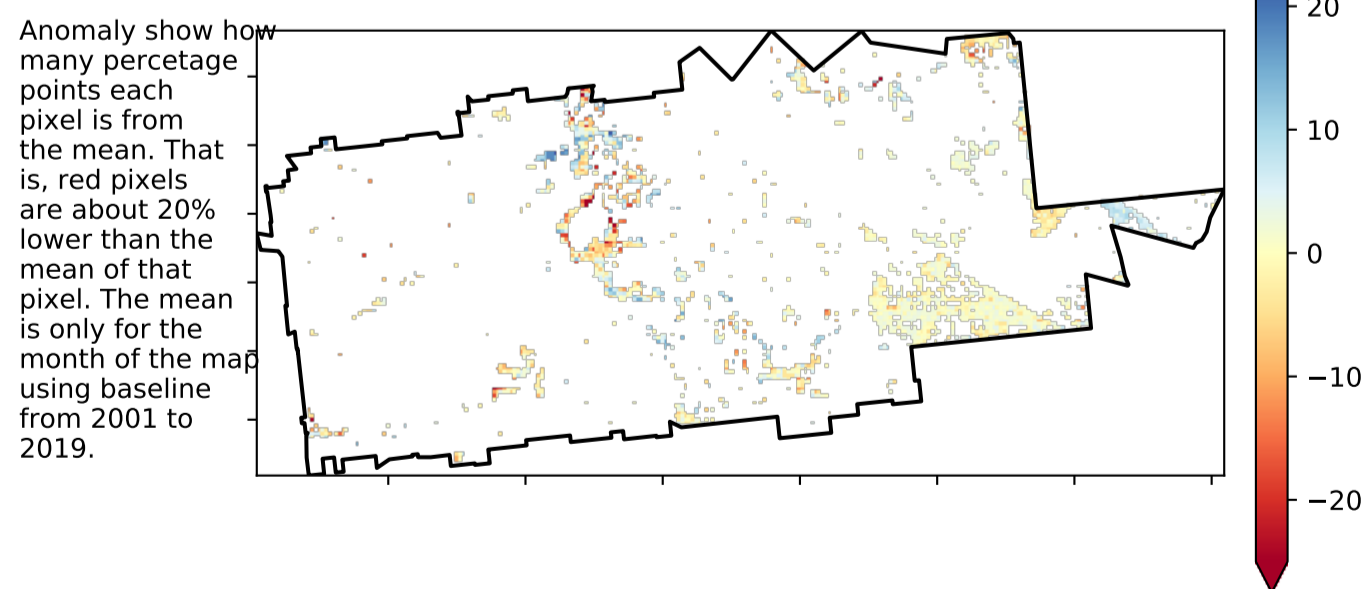 Anomaly show how
many percetage
points each
pixel is from
the mean. That
is, red pixels
are about 20%
lower than the
mean of that
pixel. The mean
is only for the
month of the map
using baseline
from 2001 to
2019.
20
10
0
−10
−20